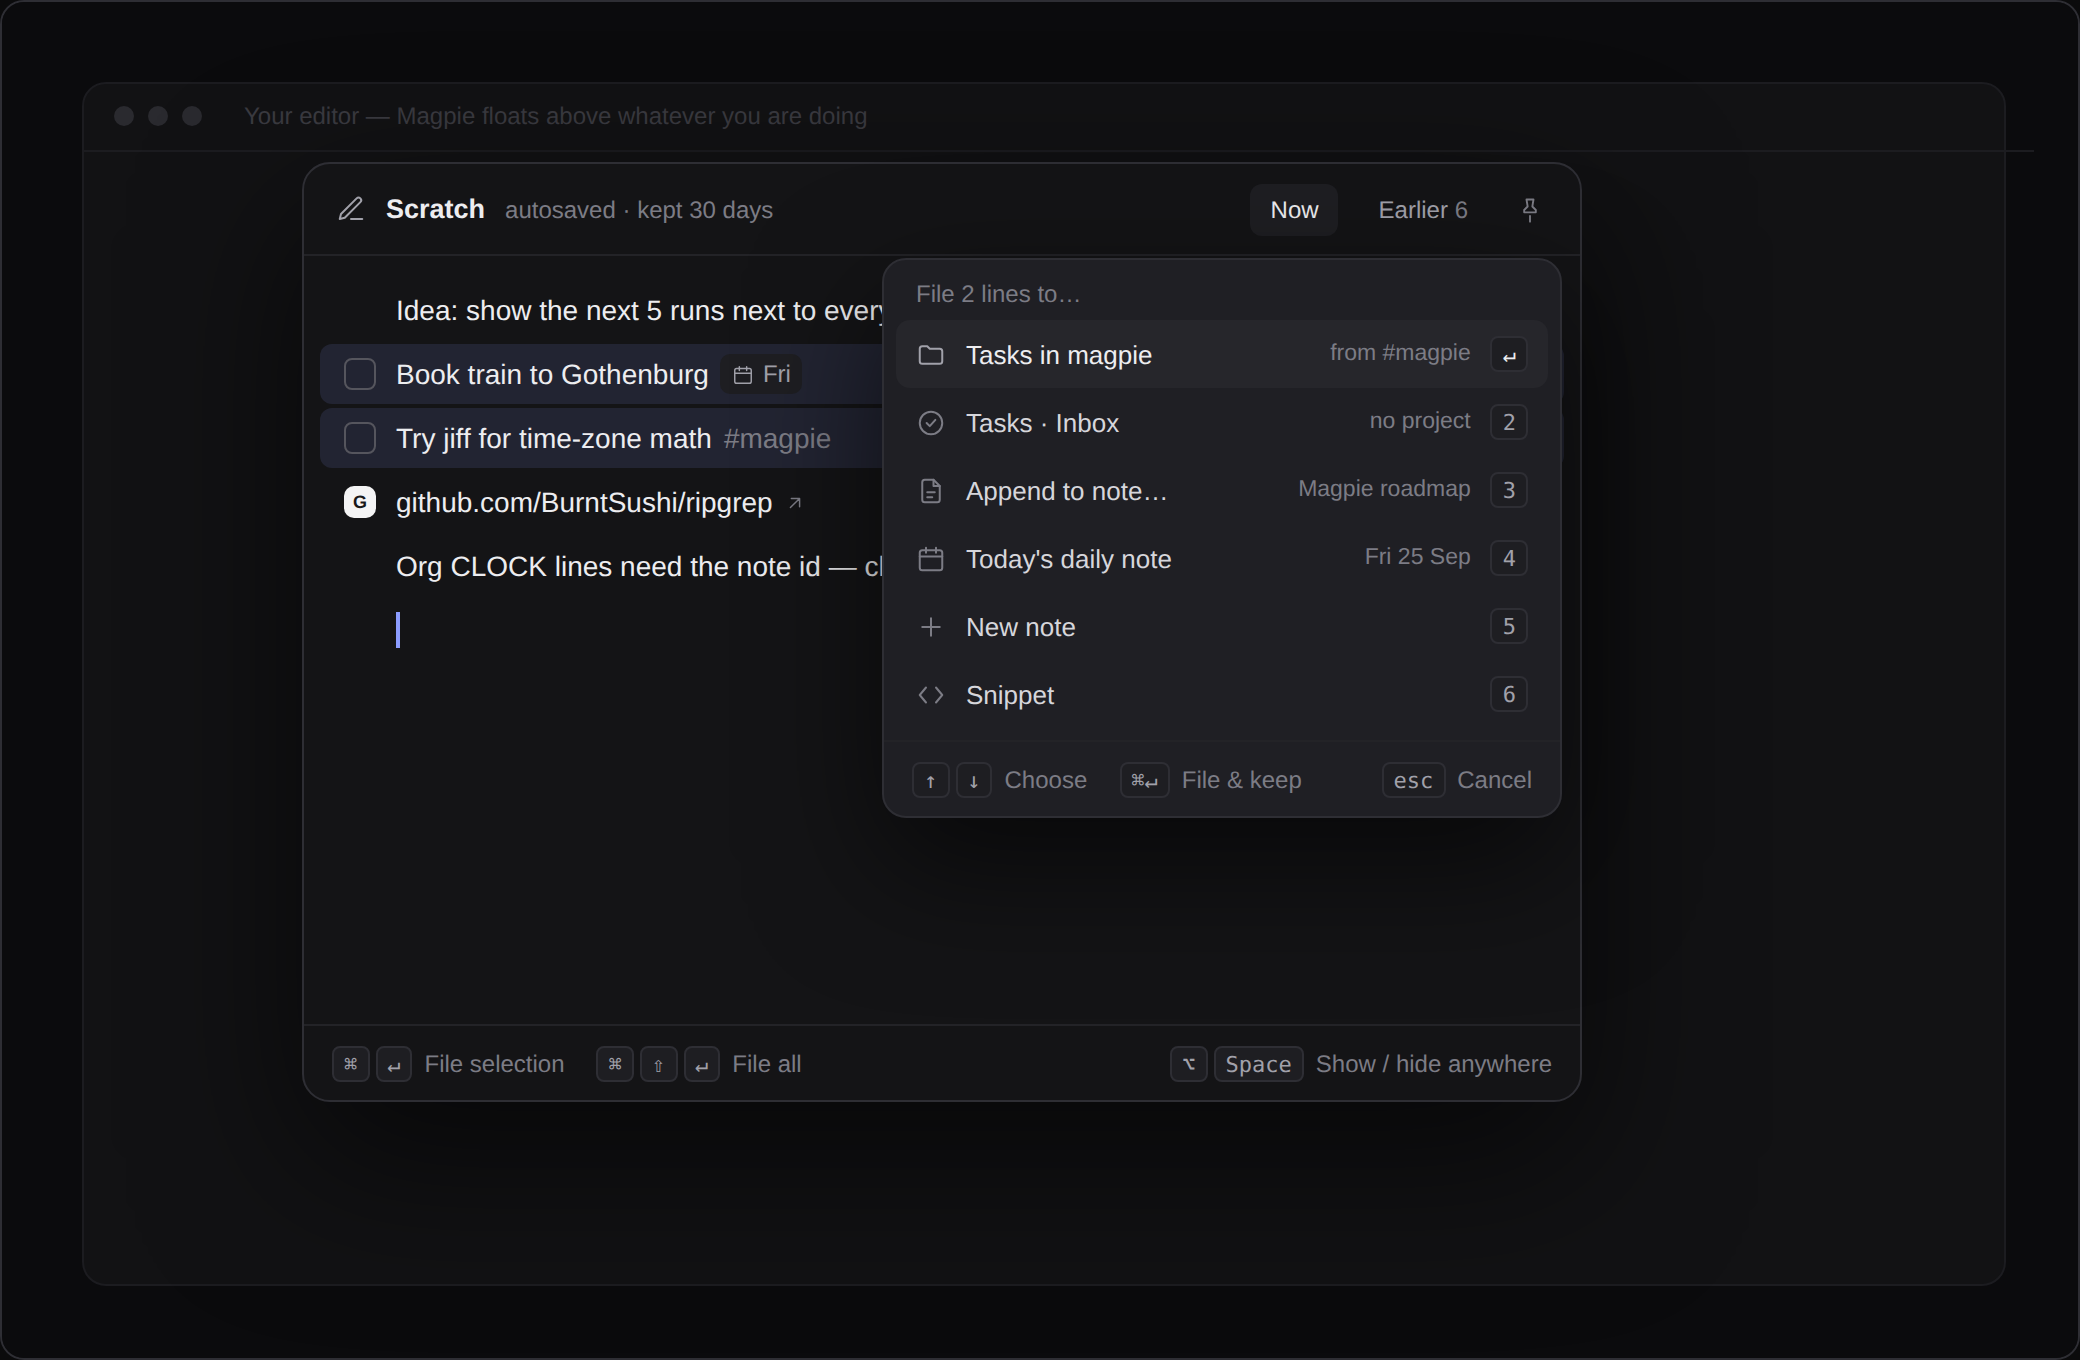 Your editor — Magpie floats above whatever you are doing
Scratch autosaved · kept 30 days Now Earlier 6
Idea: show the next 5 runs next to every
Book train to Gothenburg Fri
Try jiff for time-zone math #magpie
G github.com/BurntSushi/ripgrep ↗
Org CLOCK lines need the note id —
File 2 lines to…
Tasks in magpie from #magpie ↵
Tasks · Inbox no project 2
Append to note… Magpie roadmap 3
Today's daily note Fri 25 Sep 4
New note 5
Snippet 6
↑ ↓ Choose ⌘↵ File & keep esc Cancel
⌘ ↵ File selection ⌘ ⇧ ↵ File all ⌥ Space Show / hide anywhere